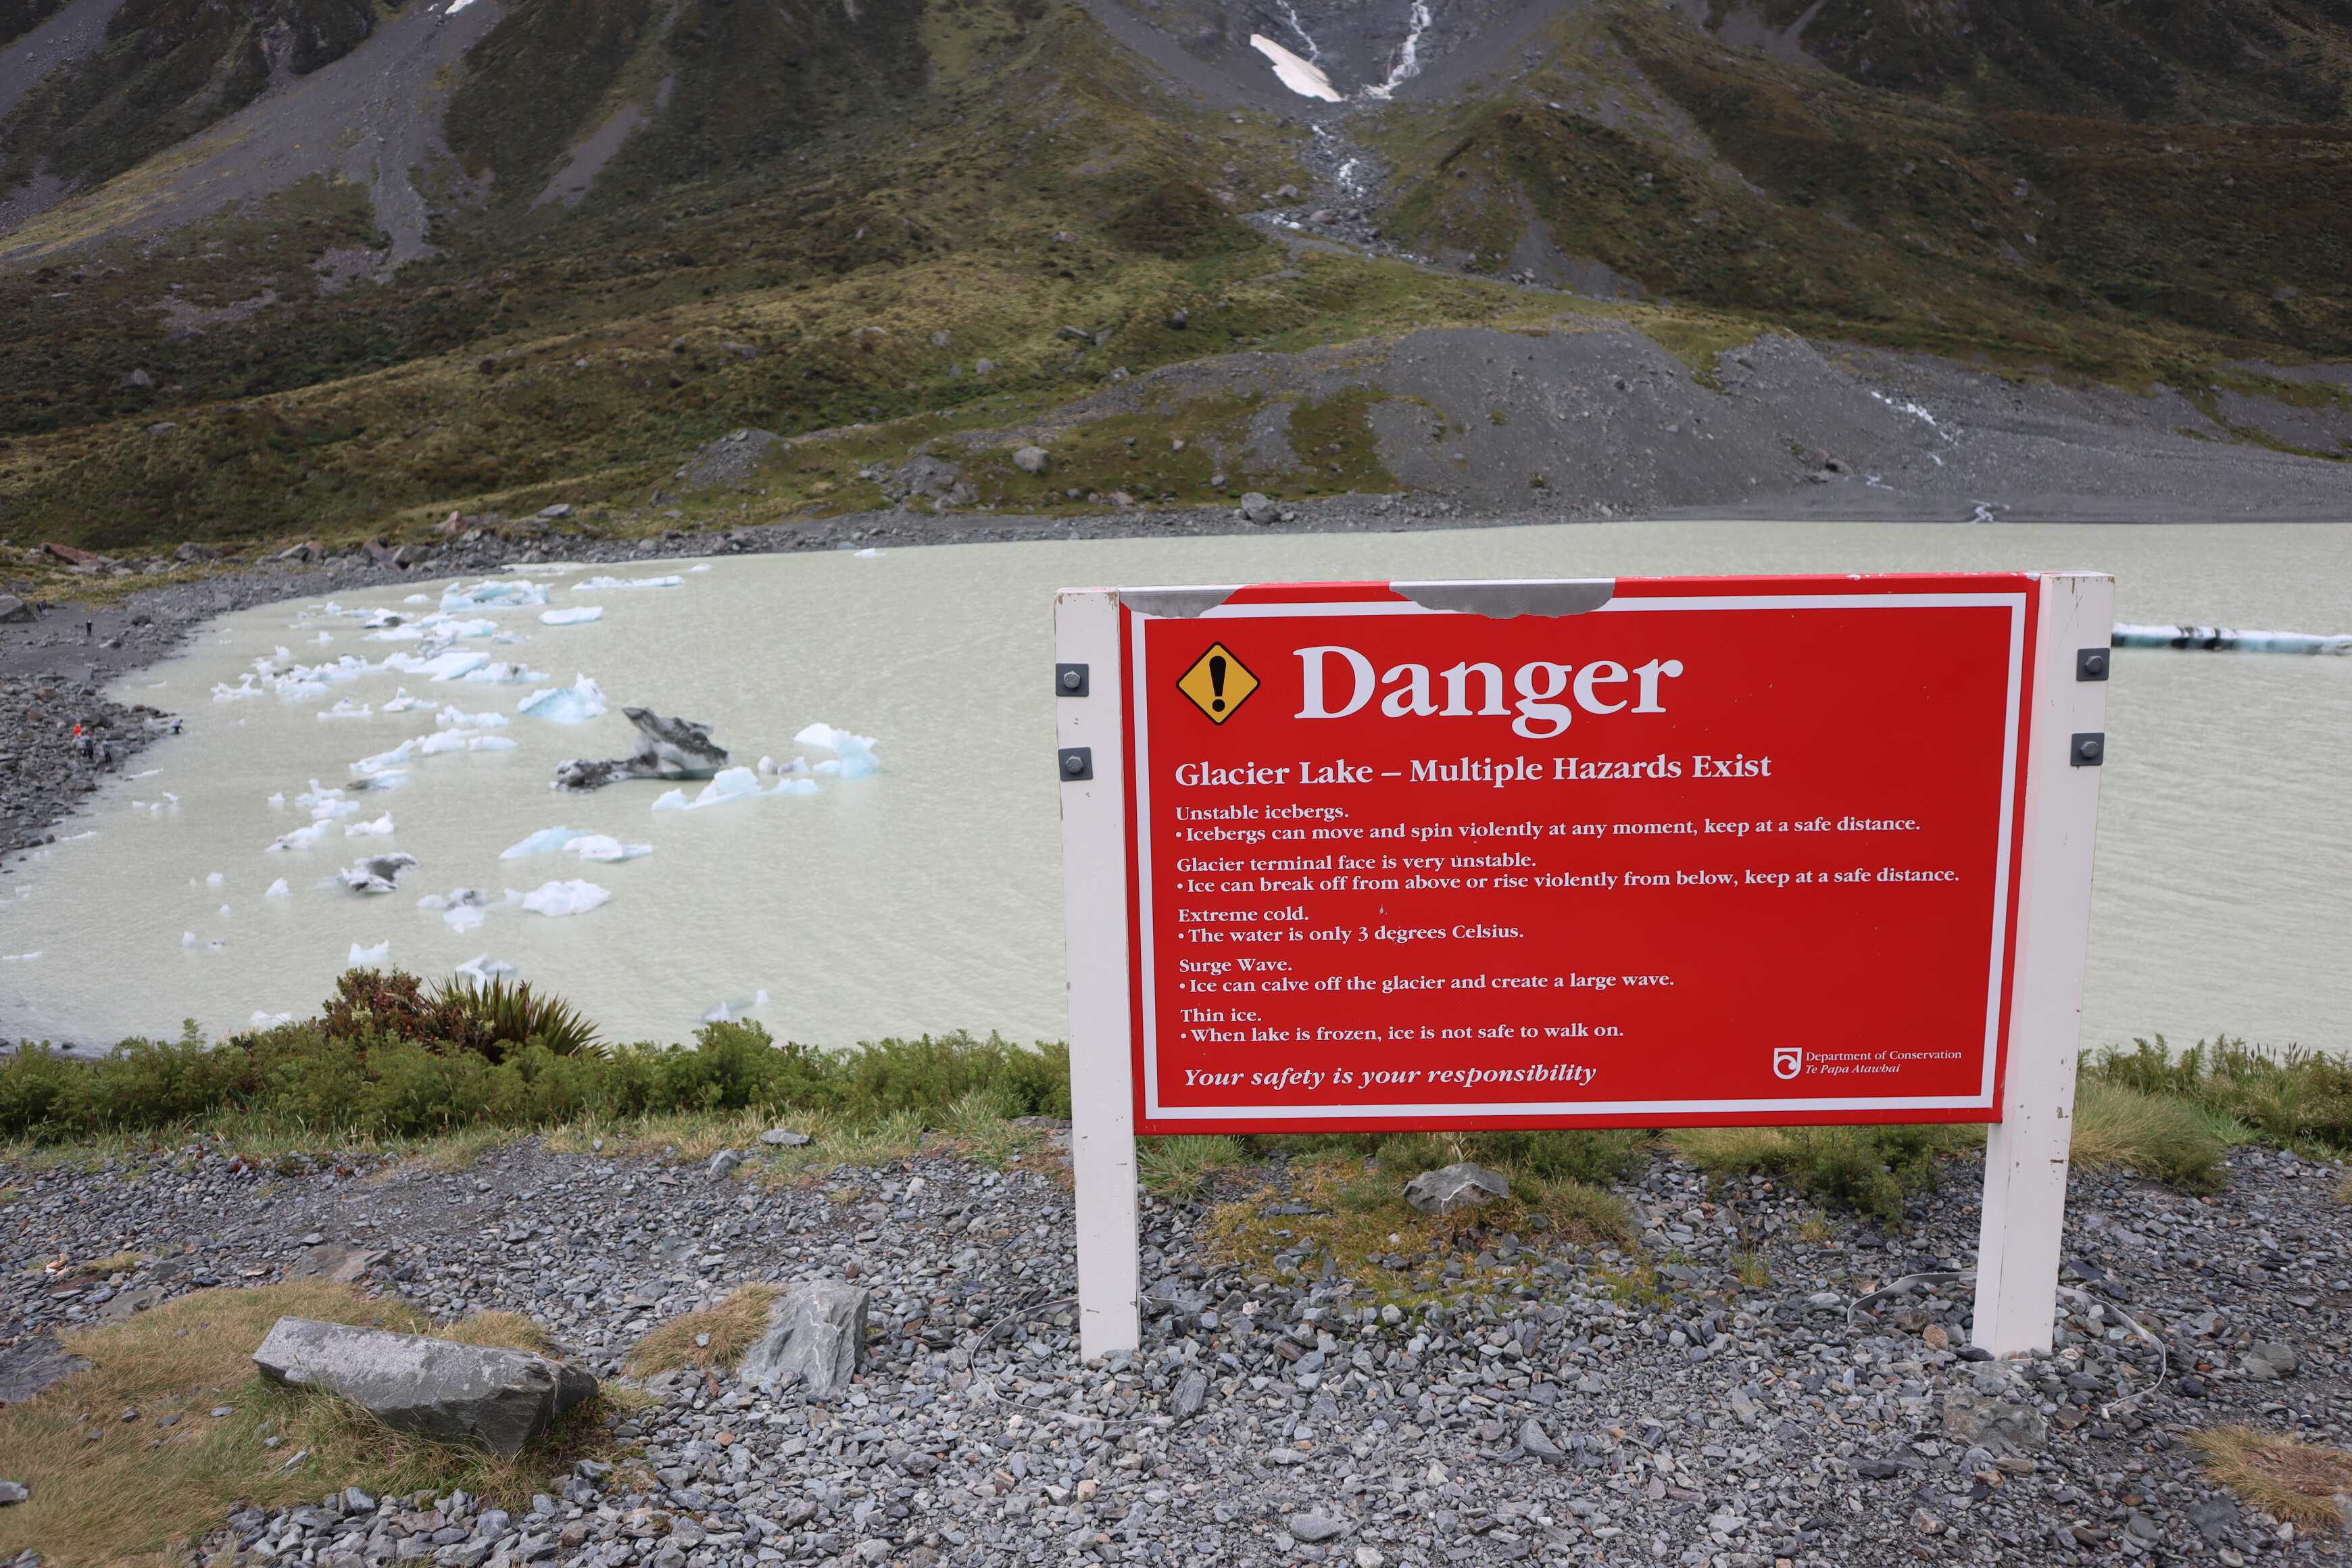 Danger
Glacier Lake – Multiple Hazards Exist
Unstable icebergs.
• Icebergs can move and spin violently at any moment, keep at a safe distance.
Glacier terminal face is very unstable.
• Ice can break off from above or rise violently from below, keep at a safe distance.
Extreme cold.
• The water is only 3 degrees Celsius.
Surge Wave.
• Ice can calve off the glacier and create a large wave.
Thin ice.
• When lake is frozen, ice is not safe to walk on.
Your safety is your responsibility
Department of Conservation
Te Papa Atawhai